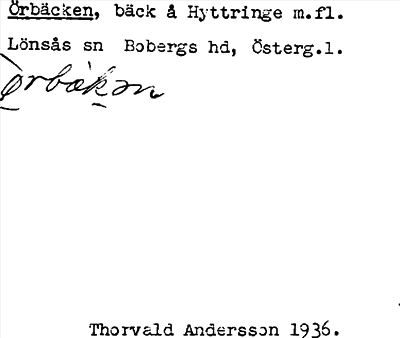 Örbäcken, bäck å Hyttringe m.fl.
Lönsås sn Bobergs hd, Österg.l.
Thorvald Andersson 1936.